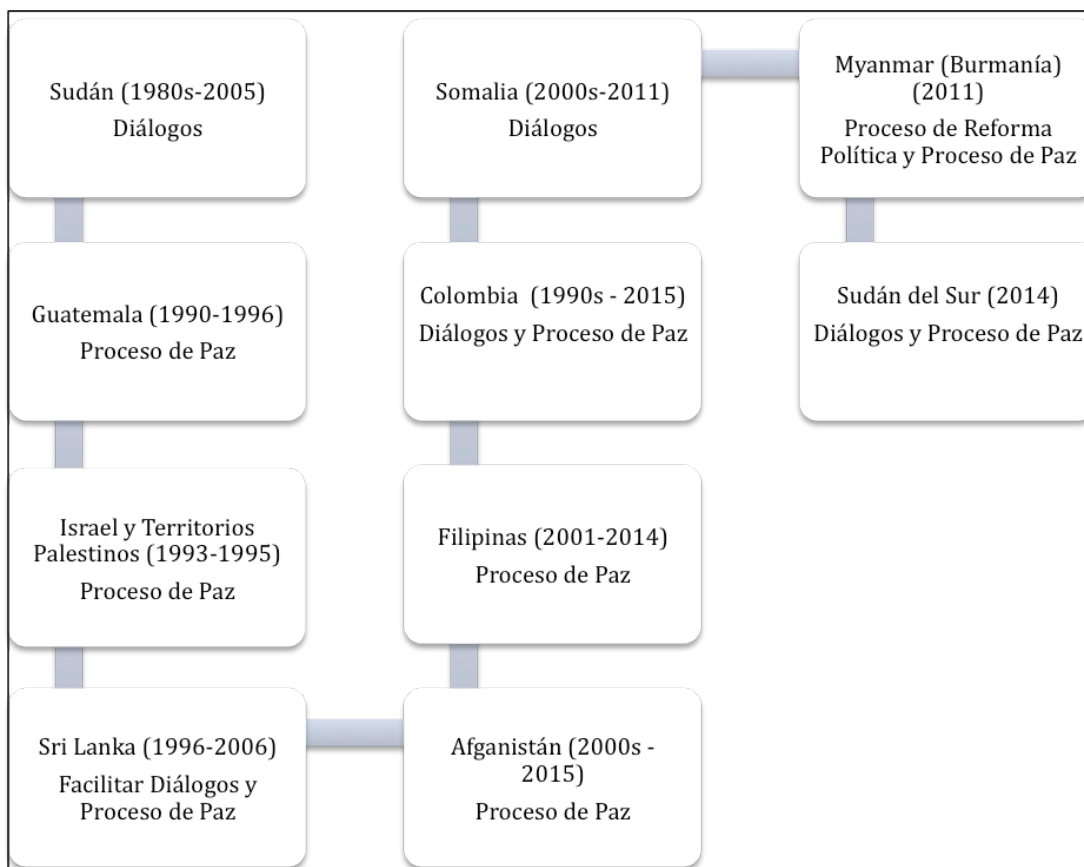 Sudán (1980s-2005)
Diálogos
Guatemala (1990-1996)
Proceso de Paz
Israel y Territorios
Palestinos (1993-1995)
Proceso de Paz
Sri Lanka (1996-2006)
Facilitar Diálogos y
Proceso de Paz
Afganistán (2000s -
2015)
Proceso de Paz
Filipinas (2001-2014)
Proceso de Paz
Colombia (1990s - 2015)
Diálogos y Proceso de Paz
Somalia (2000s-2011)
Diálogos
Myanmar (Burmanía)
(2011)
Proceso de Reforma
Política y Proceso de Paz
Sudán del Sur (2014)
Diálogos y Proceso de Paz